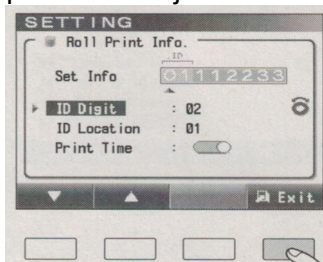 SETTING
Roll Print Info.
ID
Set Info 01112233
ID Digit : 02
ID Location : 01
Print Time :
Exit